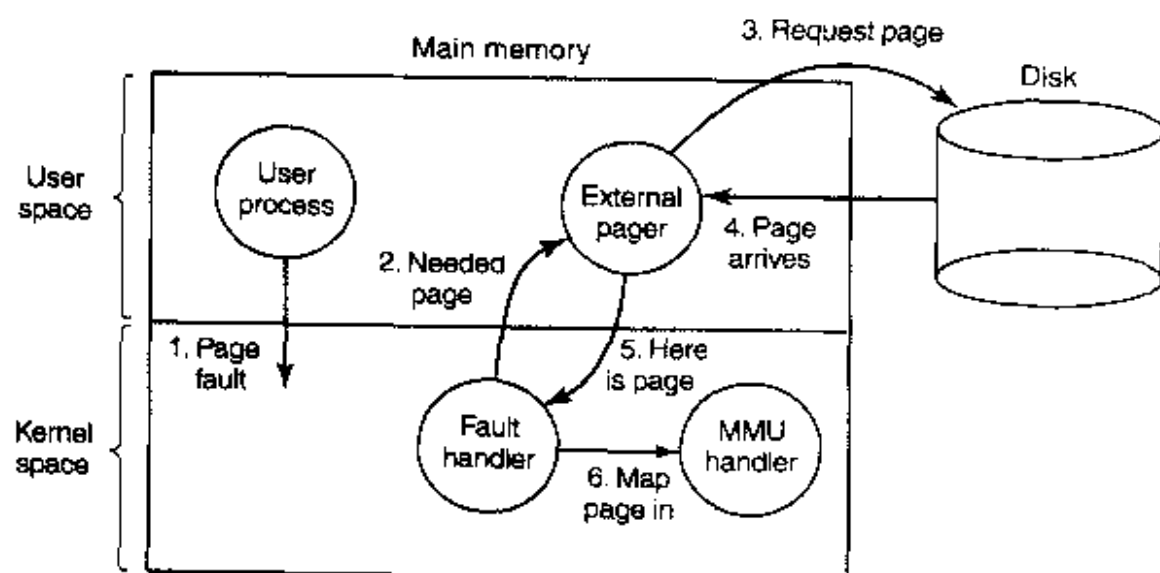 3. Request page
Main memory
Disk
User
space
User
process
External
pager
4. Page
arrives
2. Needed
page
1. Page
fault
5. Here
is page
Kernel
space
Fault
handler
MMU
handler
6. Map
page in